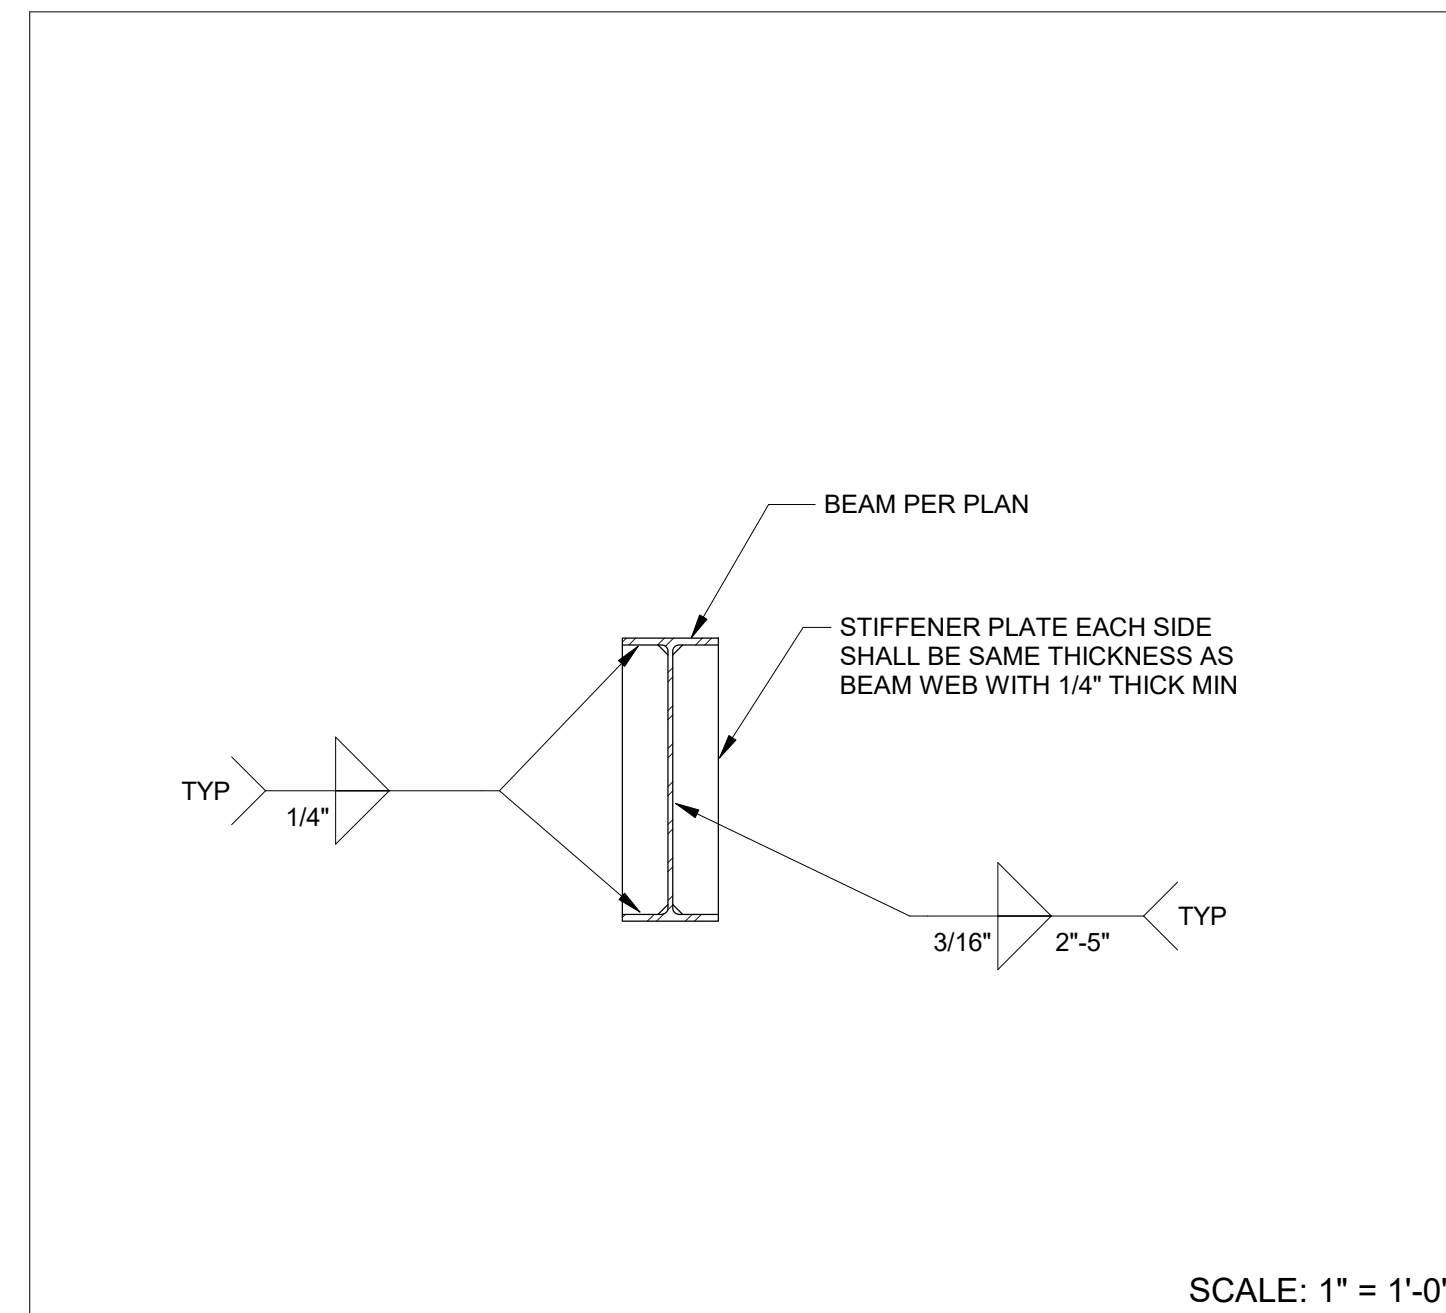 BEAM PER PLAN
STIFFENER PLATE EACH SIDE
SHALL BE SAME THICKNESS AS
BEAM WEB WITH 1/4" THICK MIN
TYP
1/4"
3/16"
2"-5"
TYP
SCALE: 1" = 1'-0"